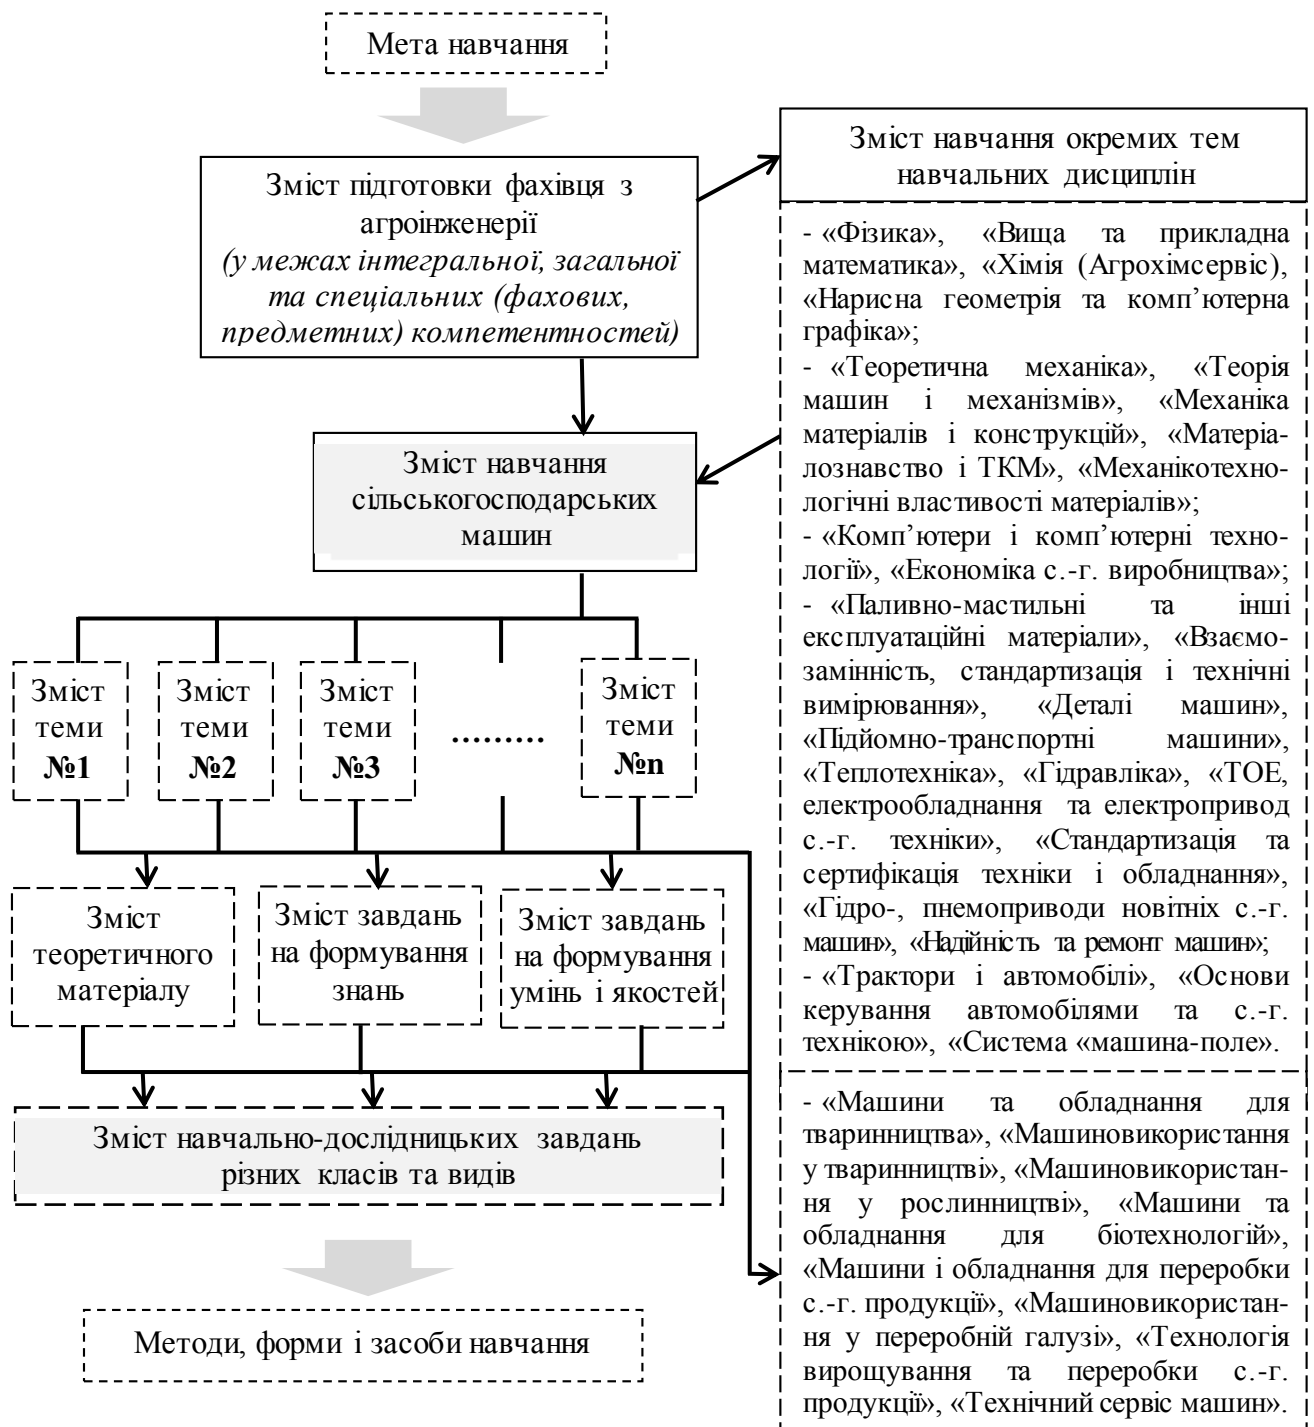 Мета навчання
Зміст підготовки фахівця з
агроінженерії
(у межах інтегральної, загальної
та спеціальних (фахових,
предметних) компетентностей)
Зміст навчання
сільськогосподарських
машин
Зміст
теми
№1
Зміст
теми
№2
Зміст
теми
№3
.........
Зміст
теми
№n
Зміст
теоретичного
матеріалу
Зміст завдань
на формування
знань
Зміст завдань
на формування
умінь і якостей
Зміст навчально-дослідницьких завдань
різних класів та видів
Методи, форми і засоби навчання
Зміст навчання окремих тем
навчальних дисциплін
- «Фізика», «Вища та прикладна
математика», «Хімія (Агрохімсервіс),
«Нарисна геометрія та комп’ютерна
графіка»;
- «Теоретична механіка», «Теорія
машин і механізмів», «Механіка
матеріалів і конструкцій», «Матеріа-
лознавство і ТКМ», «Механікотехно-
логічні властивості матеріалів»;
- «Комп’ютери і комп’ютерні техно-
логії», «Економіка с.-г. виробництва»;
- «Паливно-мастильні та інші
експлуатаційні матеріали», «Взаємо-
замінність, стандартизація і технічні
вимірювання», «Деталі машин»,
«Підйомно-транспортні машини»,
«Теплотехніка», «Гідравліка», «ТОЕ,
електрообладнання та електропривод
с.-г. техніки», «Стандартизація та
сертифікація техніки і обладнання»,
«Гідро-, пнемоприводи новітніх с.-г.
машин», «Надійність та ремонт машин»;
- «Трактори і автомобілі», «Основи
керування автомобілями та с.-г.
технікою», «Система «машина-поле».
- «Машини та обладнання для
тваринництва», «Машиновикористання
у тваринництві», «Машиновикористан-
ня у рослинництві», «Машини та
обладнання для біотехнологій»,
«Машини і обладнання для переробки
с.-г. продукції», «Машиновикористан-
ня у переробній галузі», «Технологія
вирощування та переробки с.-г.
продукції», «Технічний сервіс машин».